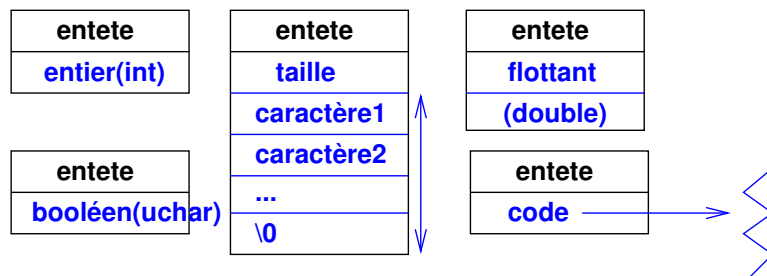 entete
entier(int)
entete
booléen(uchar)
entete
taille
caractère1
caractère2
...
\0
entete
flottant
(double)
entete
code